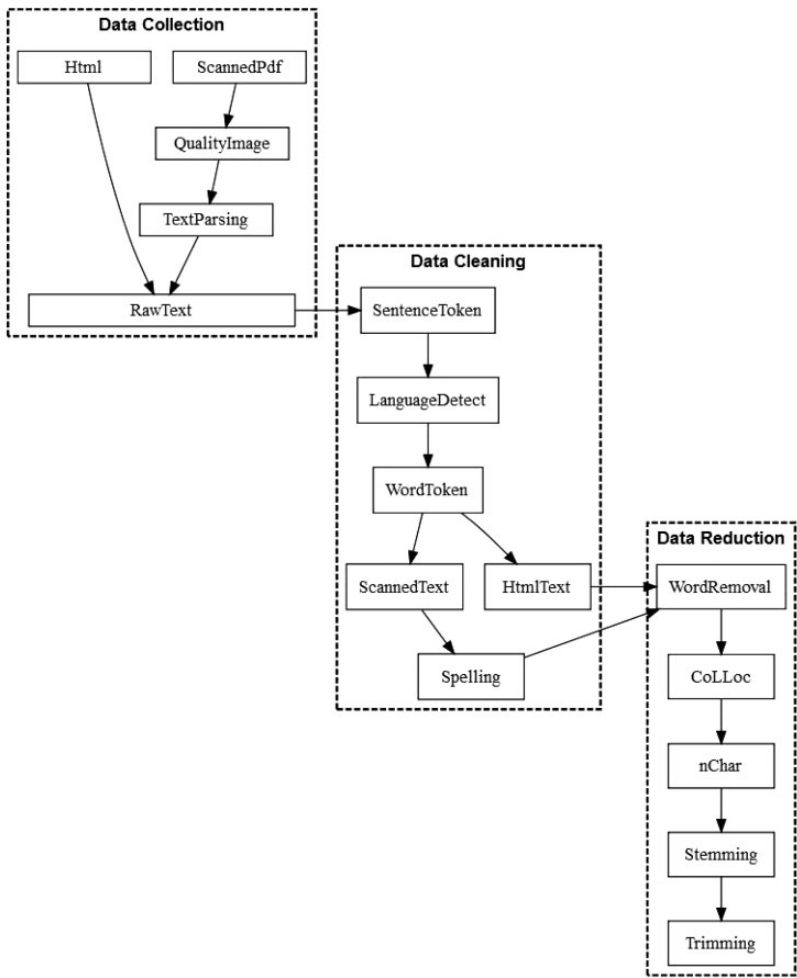 Data Collection
Html
ScannedPdf
QualityImage
TextParsing
RawText
Data Cleaning
SentenceToken
LanguageDetect
WordToken
ScannedText
HtmlText
Spelling
Data Reduction
WordRemoval
CoLLoc
nChar
Stemming
Trimming